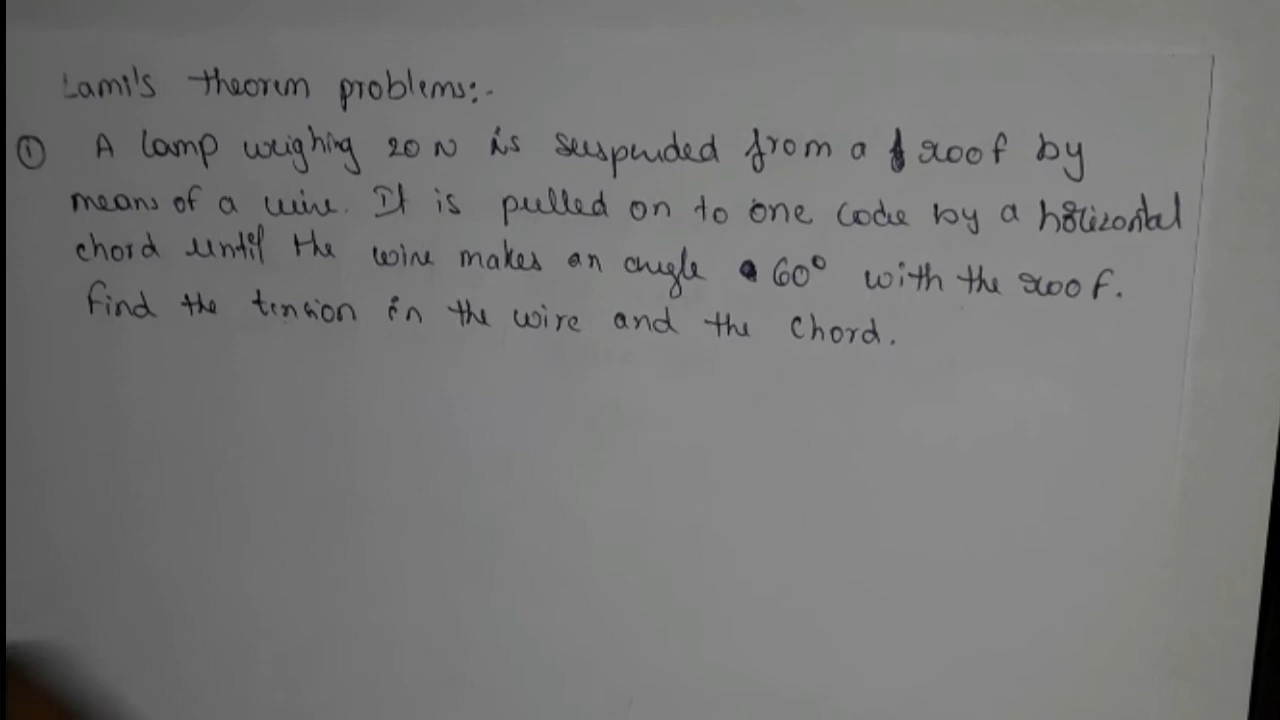 Lami's theorem problems:-
① A lamp weighing 20 N is suspended from a roof by
means of a wire. It is pulled on to one code by a horizontal
chord until the wire makes an angle 60° with the roof.
Find the tension in the wire and the chord.